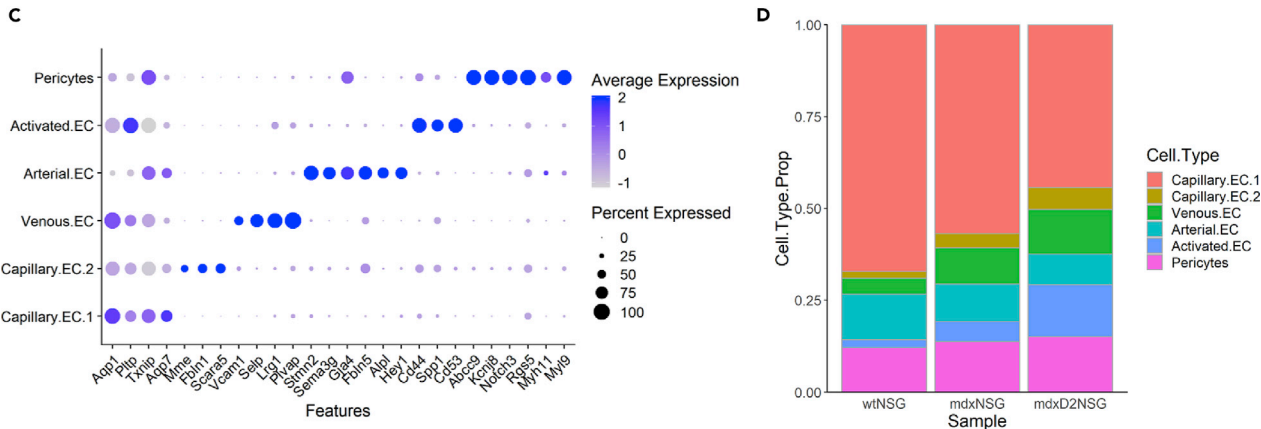 C
Pericytes
Activated.EC
Arterial.EC
Venous.EC
Capillary.EC.2
Capillary.EC.1
Aqp1
Pltp
Txnip
Aqp7
Mme
Fbln1
Scara5
Vcam1
Selp
Lrg1
Plvap
Stmn2
Sema3g
Gja4
Fbln5
Alpl
Hey1
Cd44
Spp1
Cd53
Abcc9
Kcnj8
Notch3
Rgs5
Myh11
Myl9
Features
Average Expression
2
1
0
-1
Percent Expressed
0
25
50
75
100
D
Cell.Type.Prop
1.00
0.75
0.50
0.25
0.00
wtNSG
mdxNSG
mdxD2NSG
Sample
Cell.Type
Capillary.EC.1
Capillary.EC.2
Venous.EC
Arterial.EC
Activated.EC
Pericytes